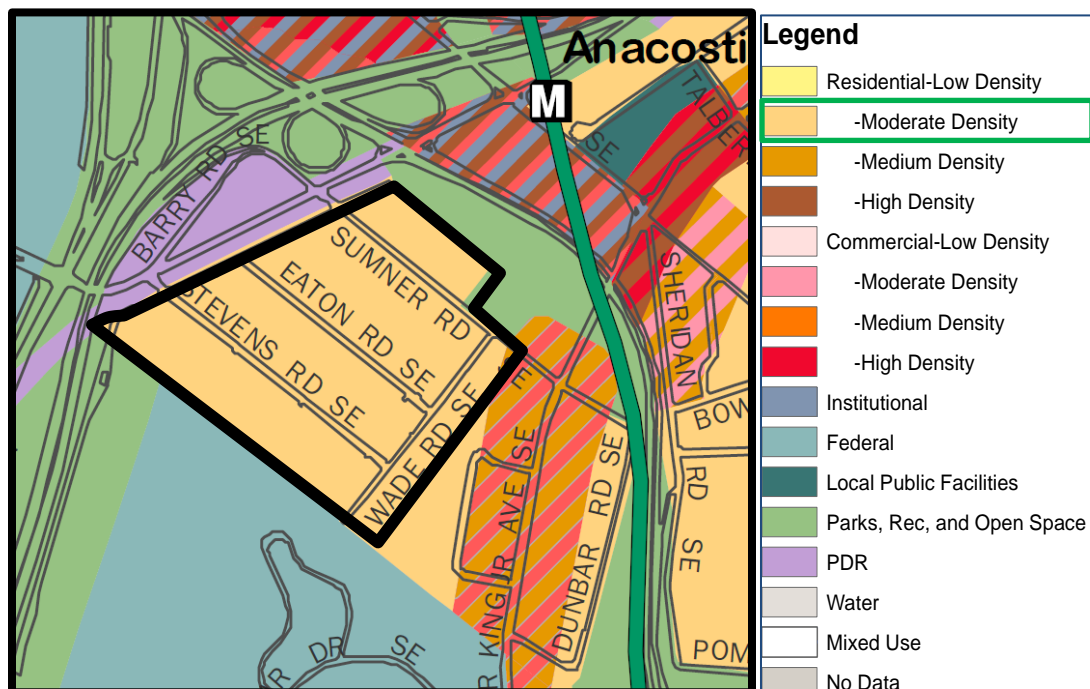 Anacosti
M
TALBER
SE
BARRY RD SE
SUMNER RD
EATON RD SE
STEVENS RD SE
WADE RD SE
SE
SHERIDAN
RD
SE
BOW
R KING JR AVE SE
DUNBAR RD SE
POM
R DR SE
Legend
Residential-Low Density
-Moderate Density
-Medium Density
-High Density
Commercial-Low Density
-Moderate Density
-Medium Density
-High Density
Institutional
Federal
Local Public Facilities
Parks, Rec, and Open Space
PDR
Water
Mixed Use
No Data